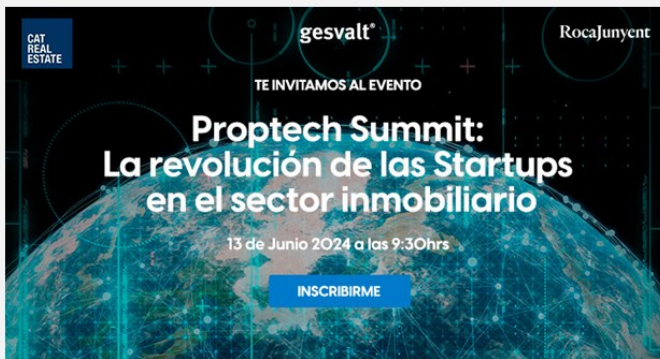 CAT
REAL
ESTATE
gesvalt®
RocaJunyent
TE INVITAMOS AL EVENTO
Proptech Summit:
La revolución de las Startups
en el sector inmobiliario
13 de Junio 2024 a las 9:30hrs
INSCRIBIRME